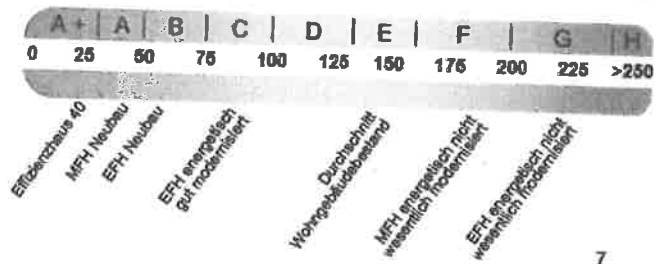 A+ | A | B | C | D | E | F | G | H
0 25 50 75 100 125 150 175 200 225 >250
Effizienzhaus 40
MFH Neubau
EFH Neubau
EFH energetisch
gut modernisiert
Durchschnitt
Wohngebäudebestand
MFH energetisch nicht
wesentlich modernisiert
EFH energetisch nicht
wesentlich modernisiert
7